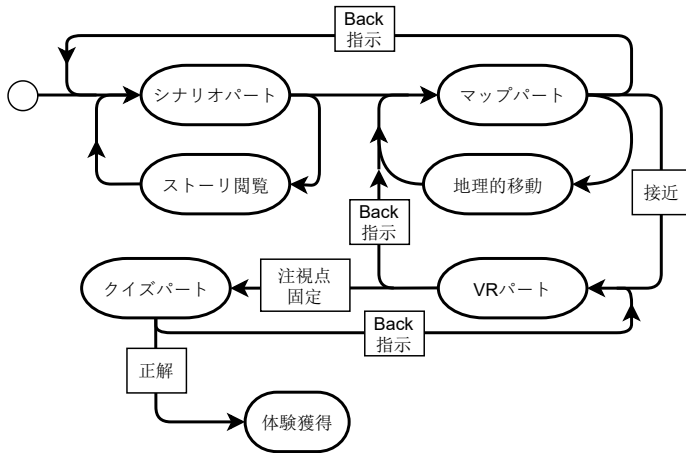 Back
指示
シナリオパート
マップパート
ストーリ閲覧
地理的移動
接近
Back
指示
クイズパート
注視点
固定
VRパート
Back
指示
正解
体験獲得